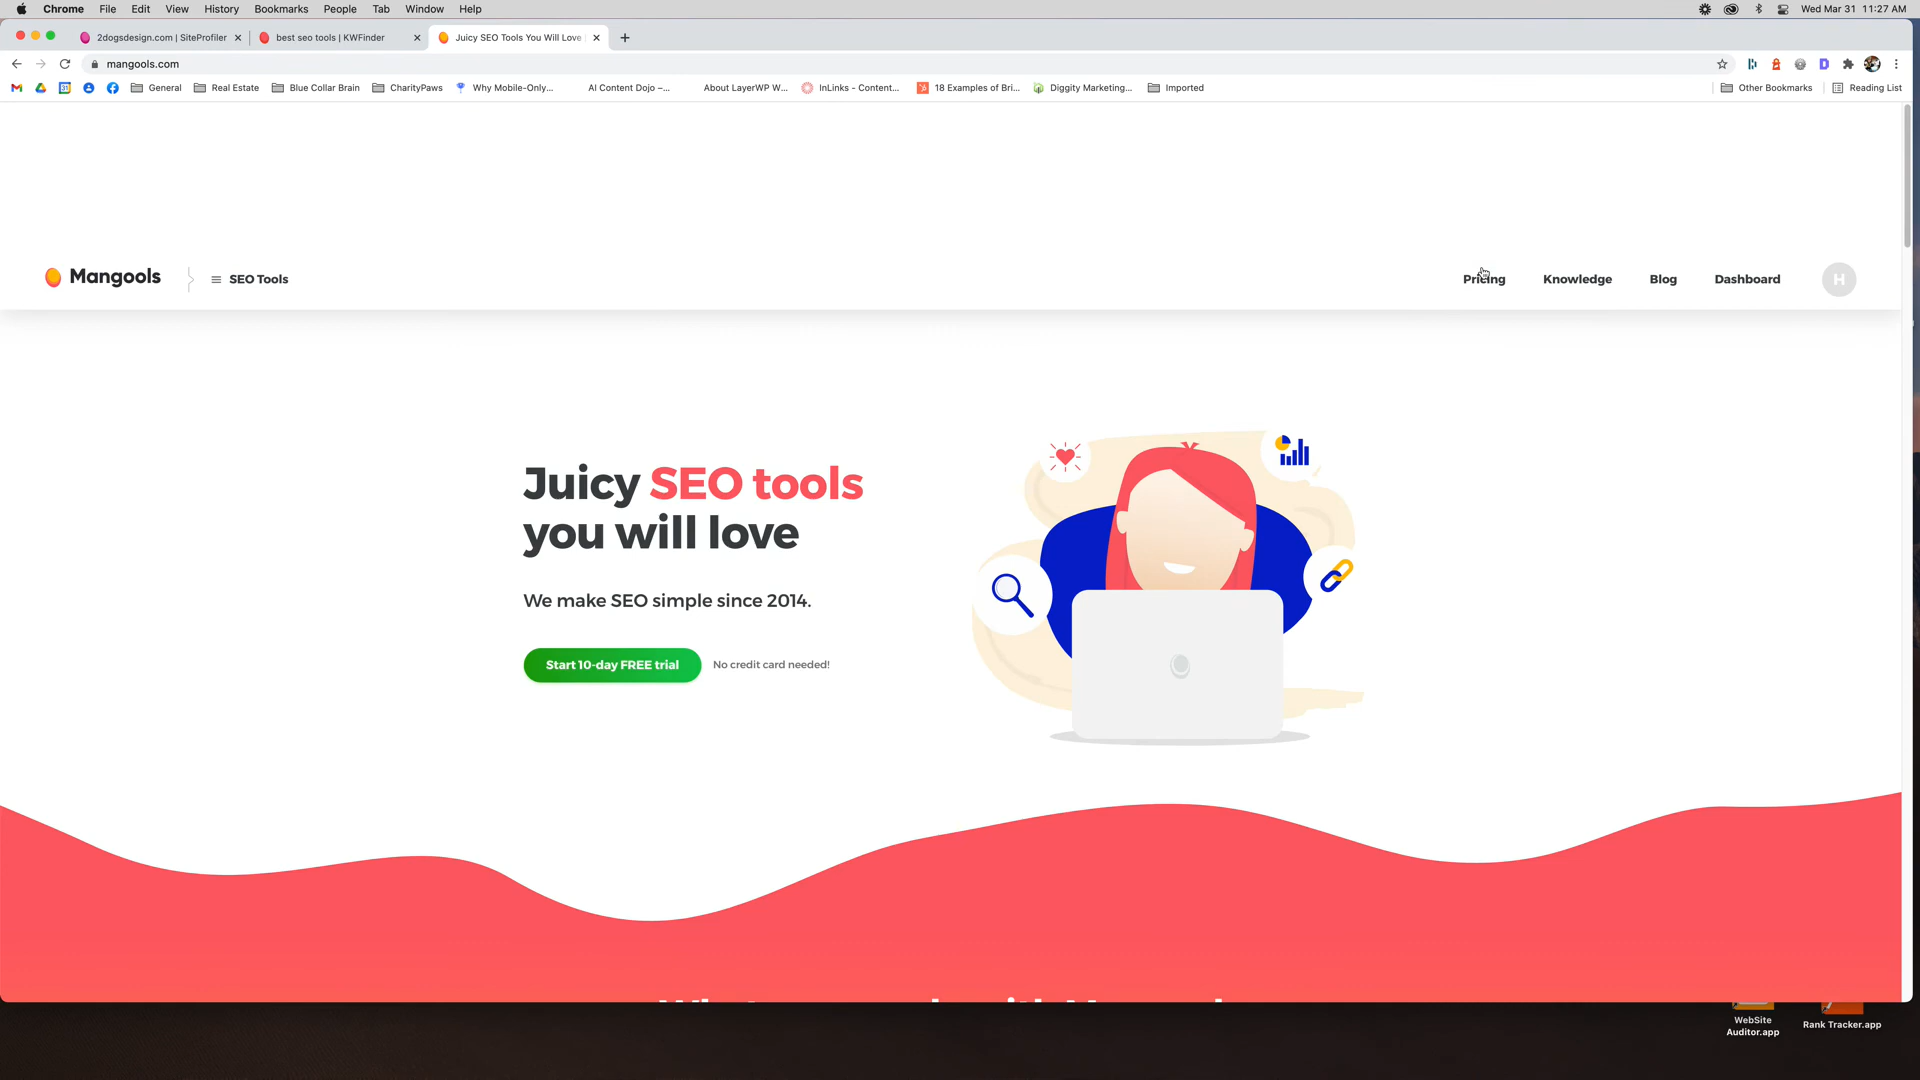 Chrome File Edit View History Bookmarks People Tab Window Help Wed Mar 31 11:27 AM
2dogsdesign.com | SiteProfiler best seo tools | KWFinder Juicy SEO Tools You Will Love
mangools.com
General Real Estate Blue Collar Brain CharityPaws Why Mobile-Only... AI Content Dojo –... About LayerWP W... InLinks - Content... 18 Examples of Bri... Diggity Marketing... Imported Other Bookmarks Reading List
Mangools SEO Tools Pricing Knowledge Blog Dashboard H
Juicy SEO tools
you will love
We make SEO simple since 2014.
Start 10-day FREE trial No credit card needed!
WebSite
Auditor.app
Rank Tracker.app